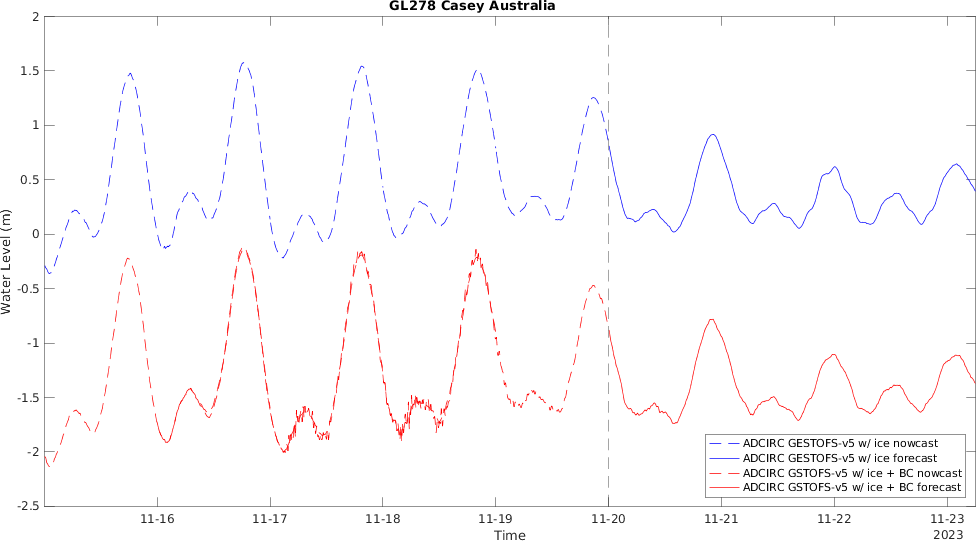 GL278 Casey Australia
2
1.5
1
0.5
0
-0.5
-1
-1.5
-2
-2.5
Water Level (m)
ADCIRC GESTOFS-v5 w/ ice nowcast
ADCIRC GESTOFS-v5 w/ ice forecast
ADCIRC GSTOFS-v5 w/ ice + BC nowcast
ADCIRC GSTOFS-v5 w/ ice + BC forecast
11-16 11-17 11-18 11-19 11-20 11-21 11-22 11-23
Time 2023